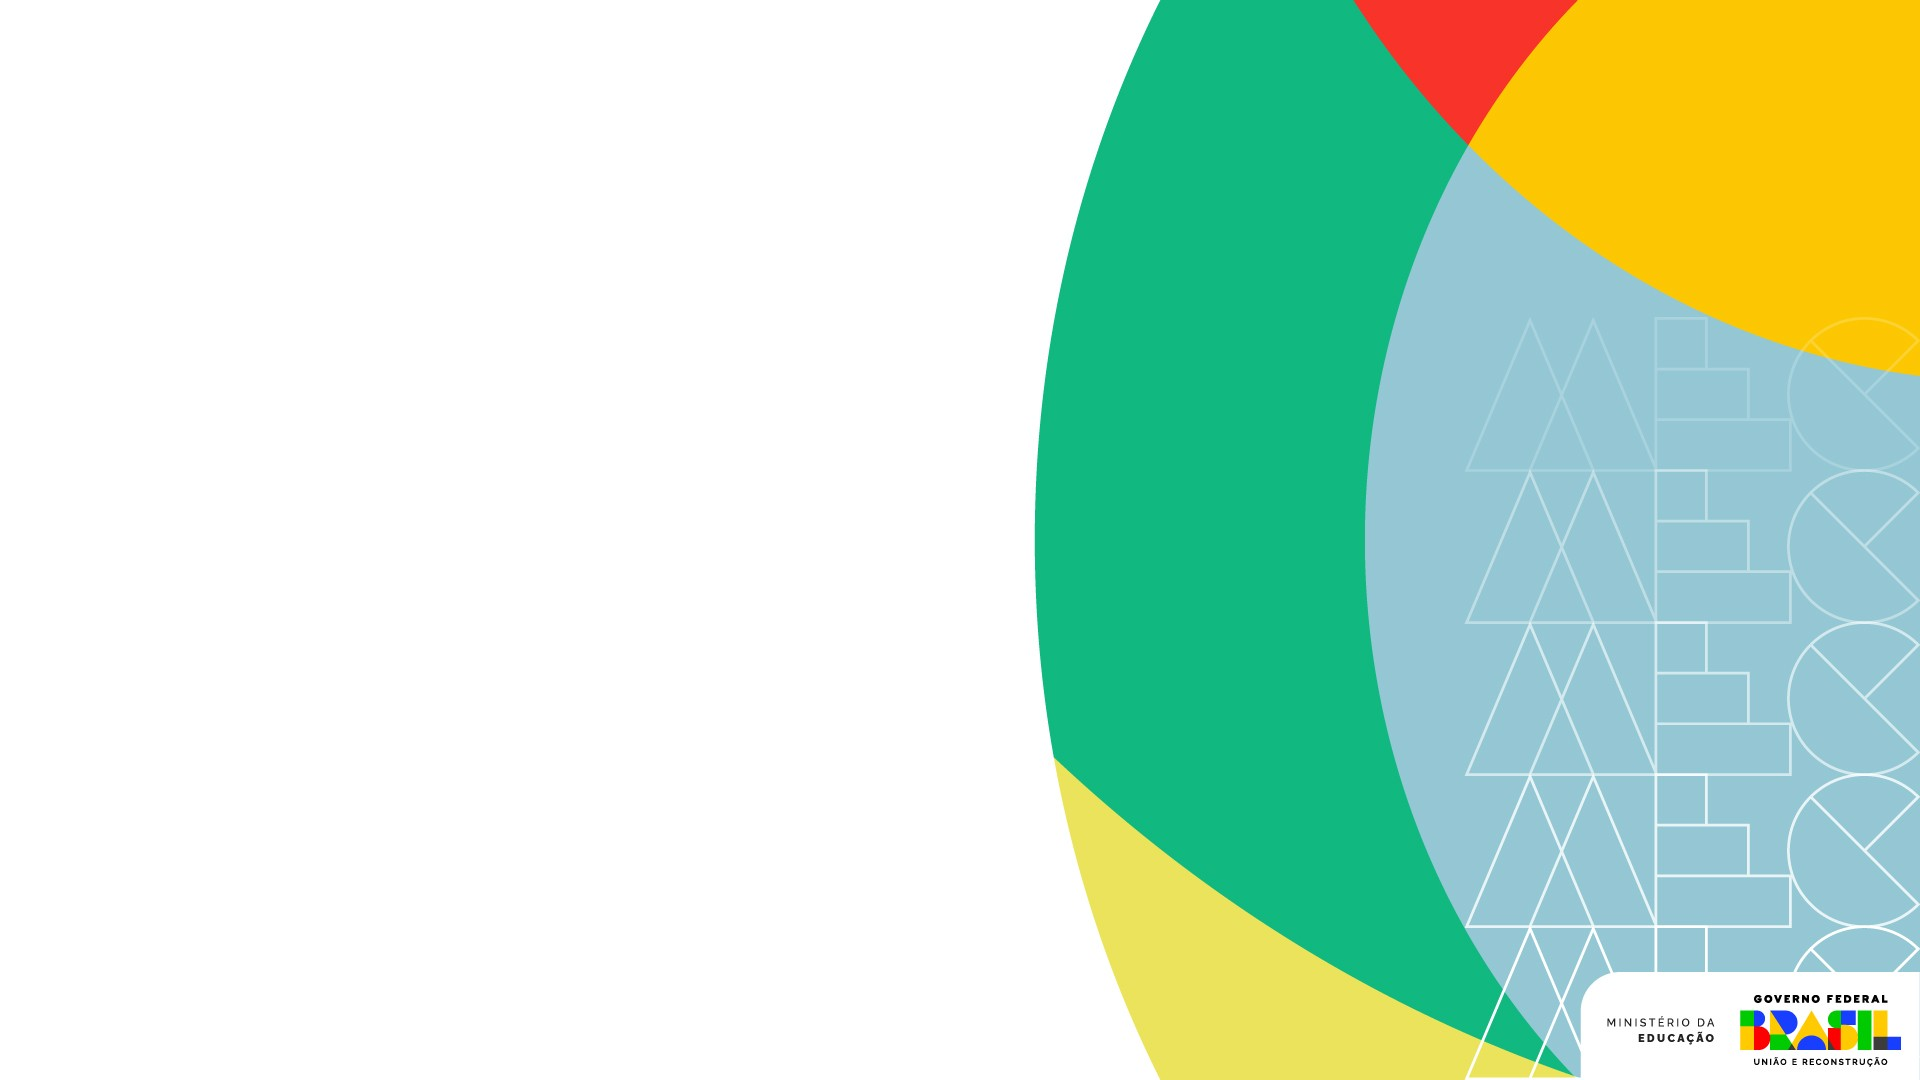 MINISTÉRIO DA
EDUCAÇÃO
GOVERNO FEDERAL
BRASIL
UNIÃO E RECONSTRUÇÃO